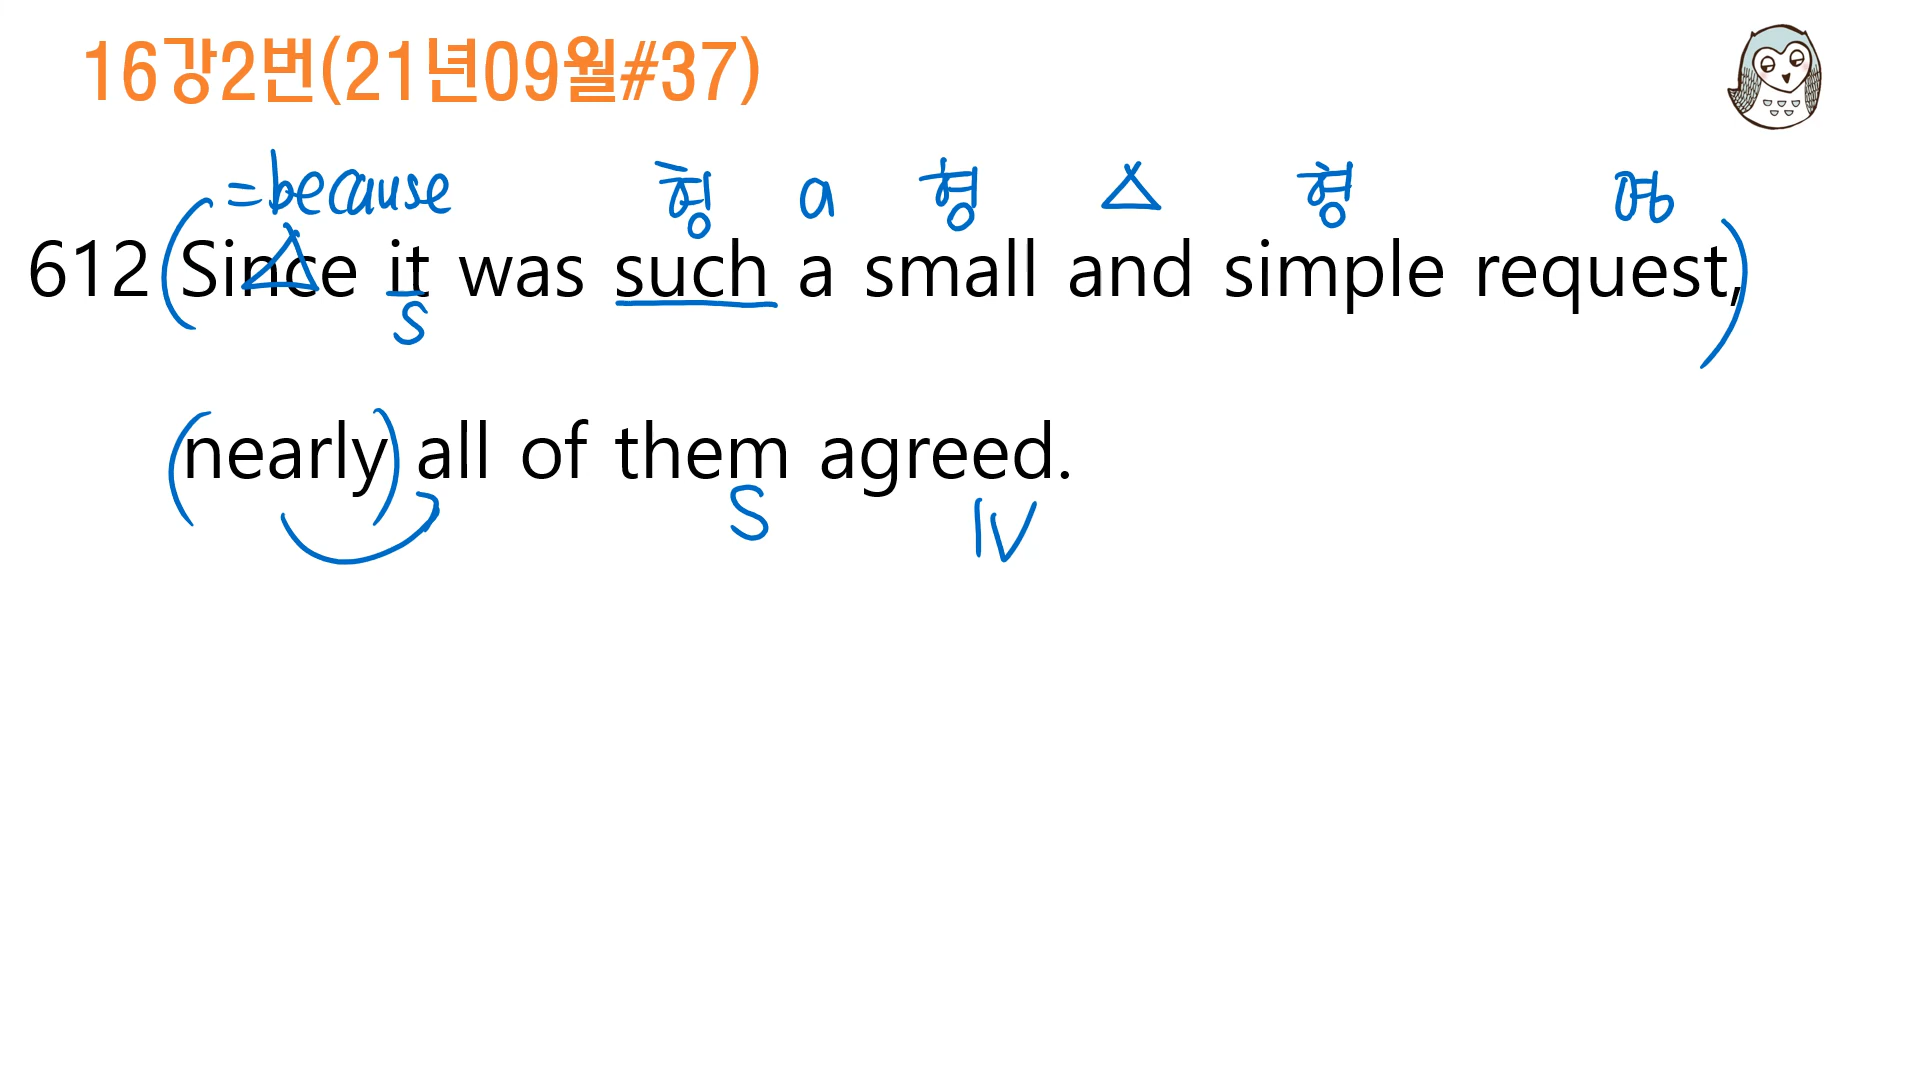 16강2번(21년09월#37)
=because 형 a 형 △ 형 명
612 Since it was such a small and simple request,
S
nearly all of them agreed.
S 1V